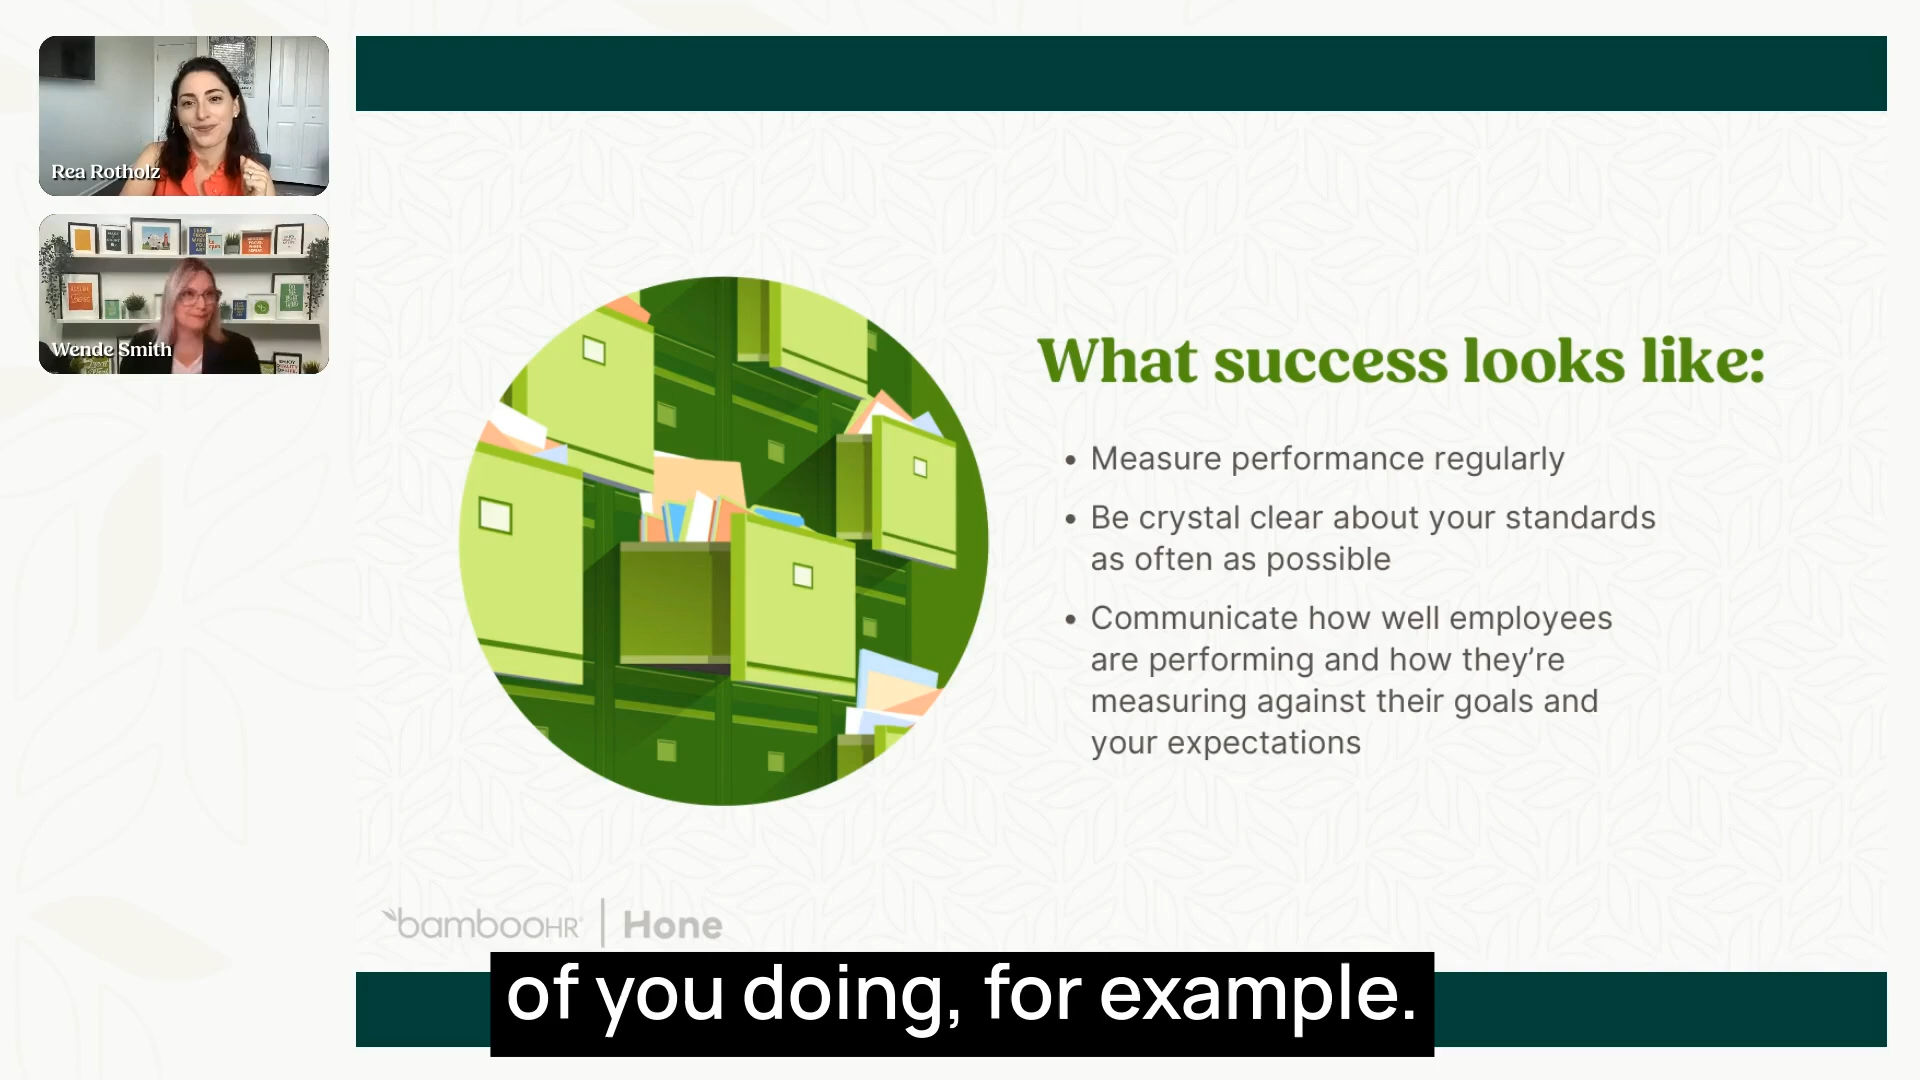 Rea Rotholz
Wende Smith
What success looks like:
• Measure performance regularly
• Be crystal clear about your standards
as often as possible
• Communicate how well employees
are performing and how they’re
measuring against their goals and
your expectations
bambooHR | Hone
of you doing, for example.